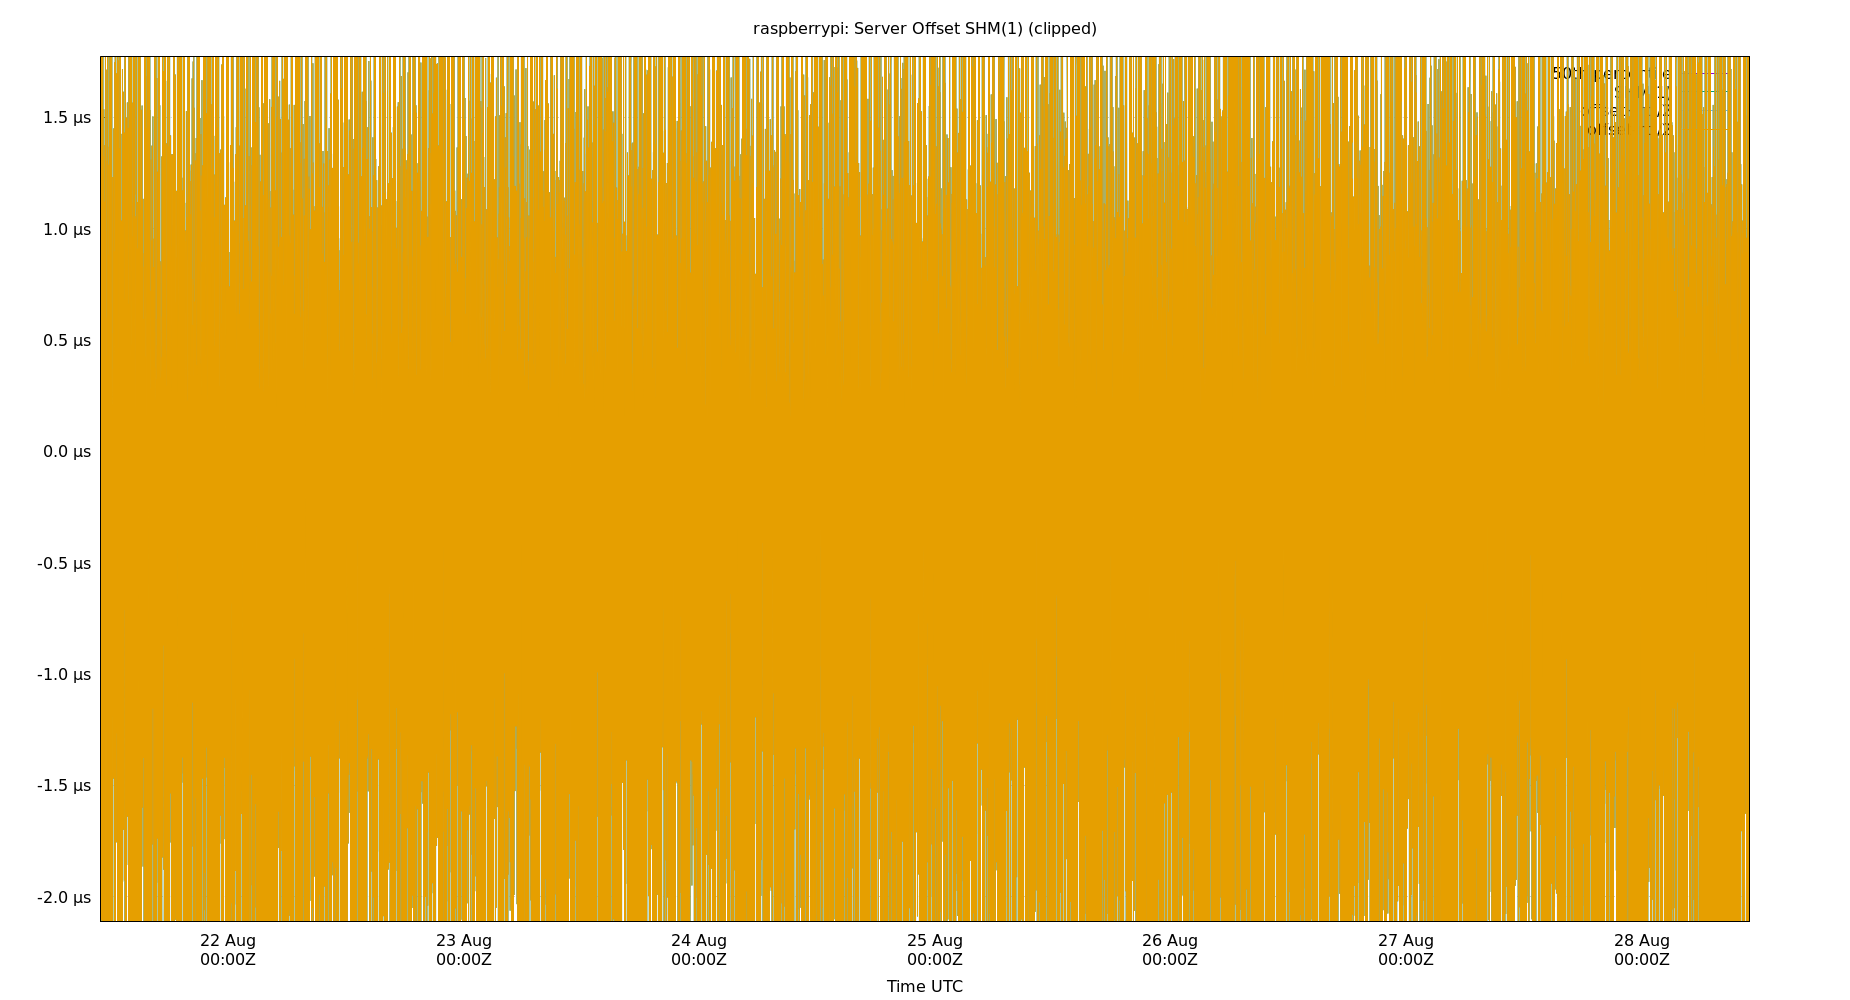 raspberrypi: Server Offset SHM(1) (clipped)
50th percentile
1.5 µs
1.0 µs
0.5 µs
0.0 µs
-0.5 µs
-1.0 µs
-1.5 µs
-2.0 µs
22 Aug 23 Aug 24 Aug 25 Aug 26 Aug 27 Aug 28 Aug
00:00Z 00:00Z 00:00Z 00:00Z 00:00Z 00:00Z 00:00Z
Time UTC